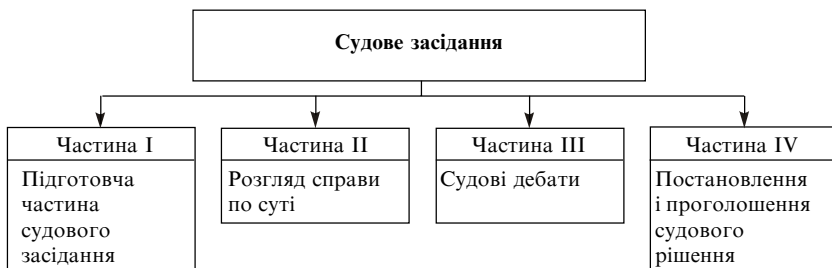 Судове засідання
Частина I
Підготовча
частина
судового
засідання
Частина II
Розгляд справи
по суті
Частина III
Судові дебати
Частина IV
Постановлення
і проголошення
судового
рішення